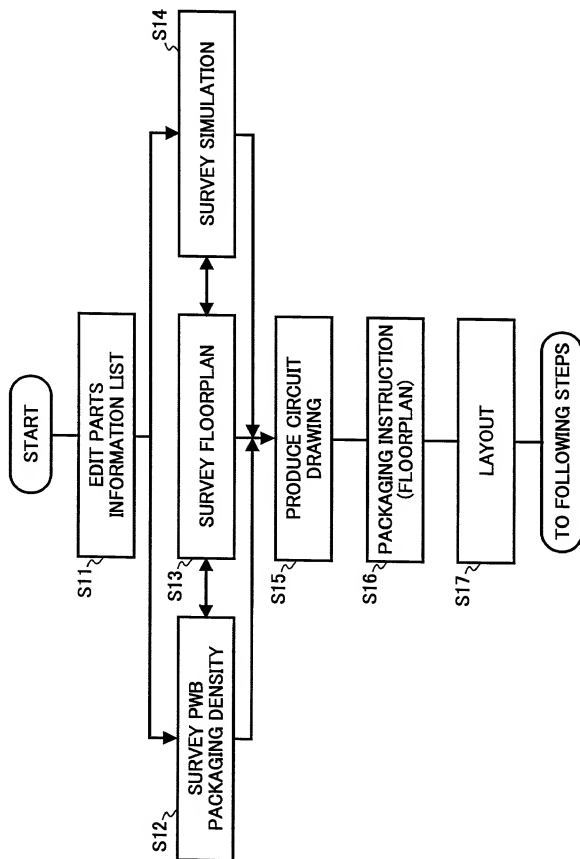 START
S11
EDIT PARTS
INFORMATION LIST
S12
SURVEY PWB
PACKAGING DENSITY
S13
SURVEY FLOORPLAN
S14
SURVEY SIMULATION
S15
PRODUCE CIRCUIT
DRAWING
S16
PACKAGING INSTRUCTION
(FLOORPLAN)
S17
LAYOUT
TO FOLLOWING STEPS